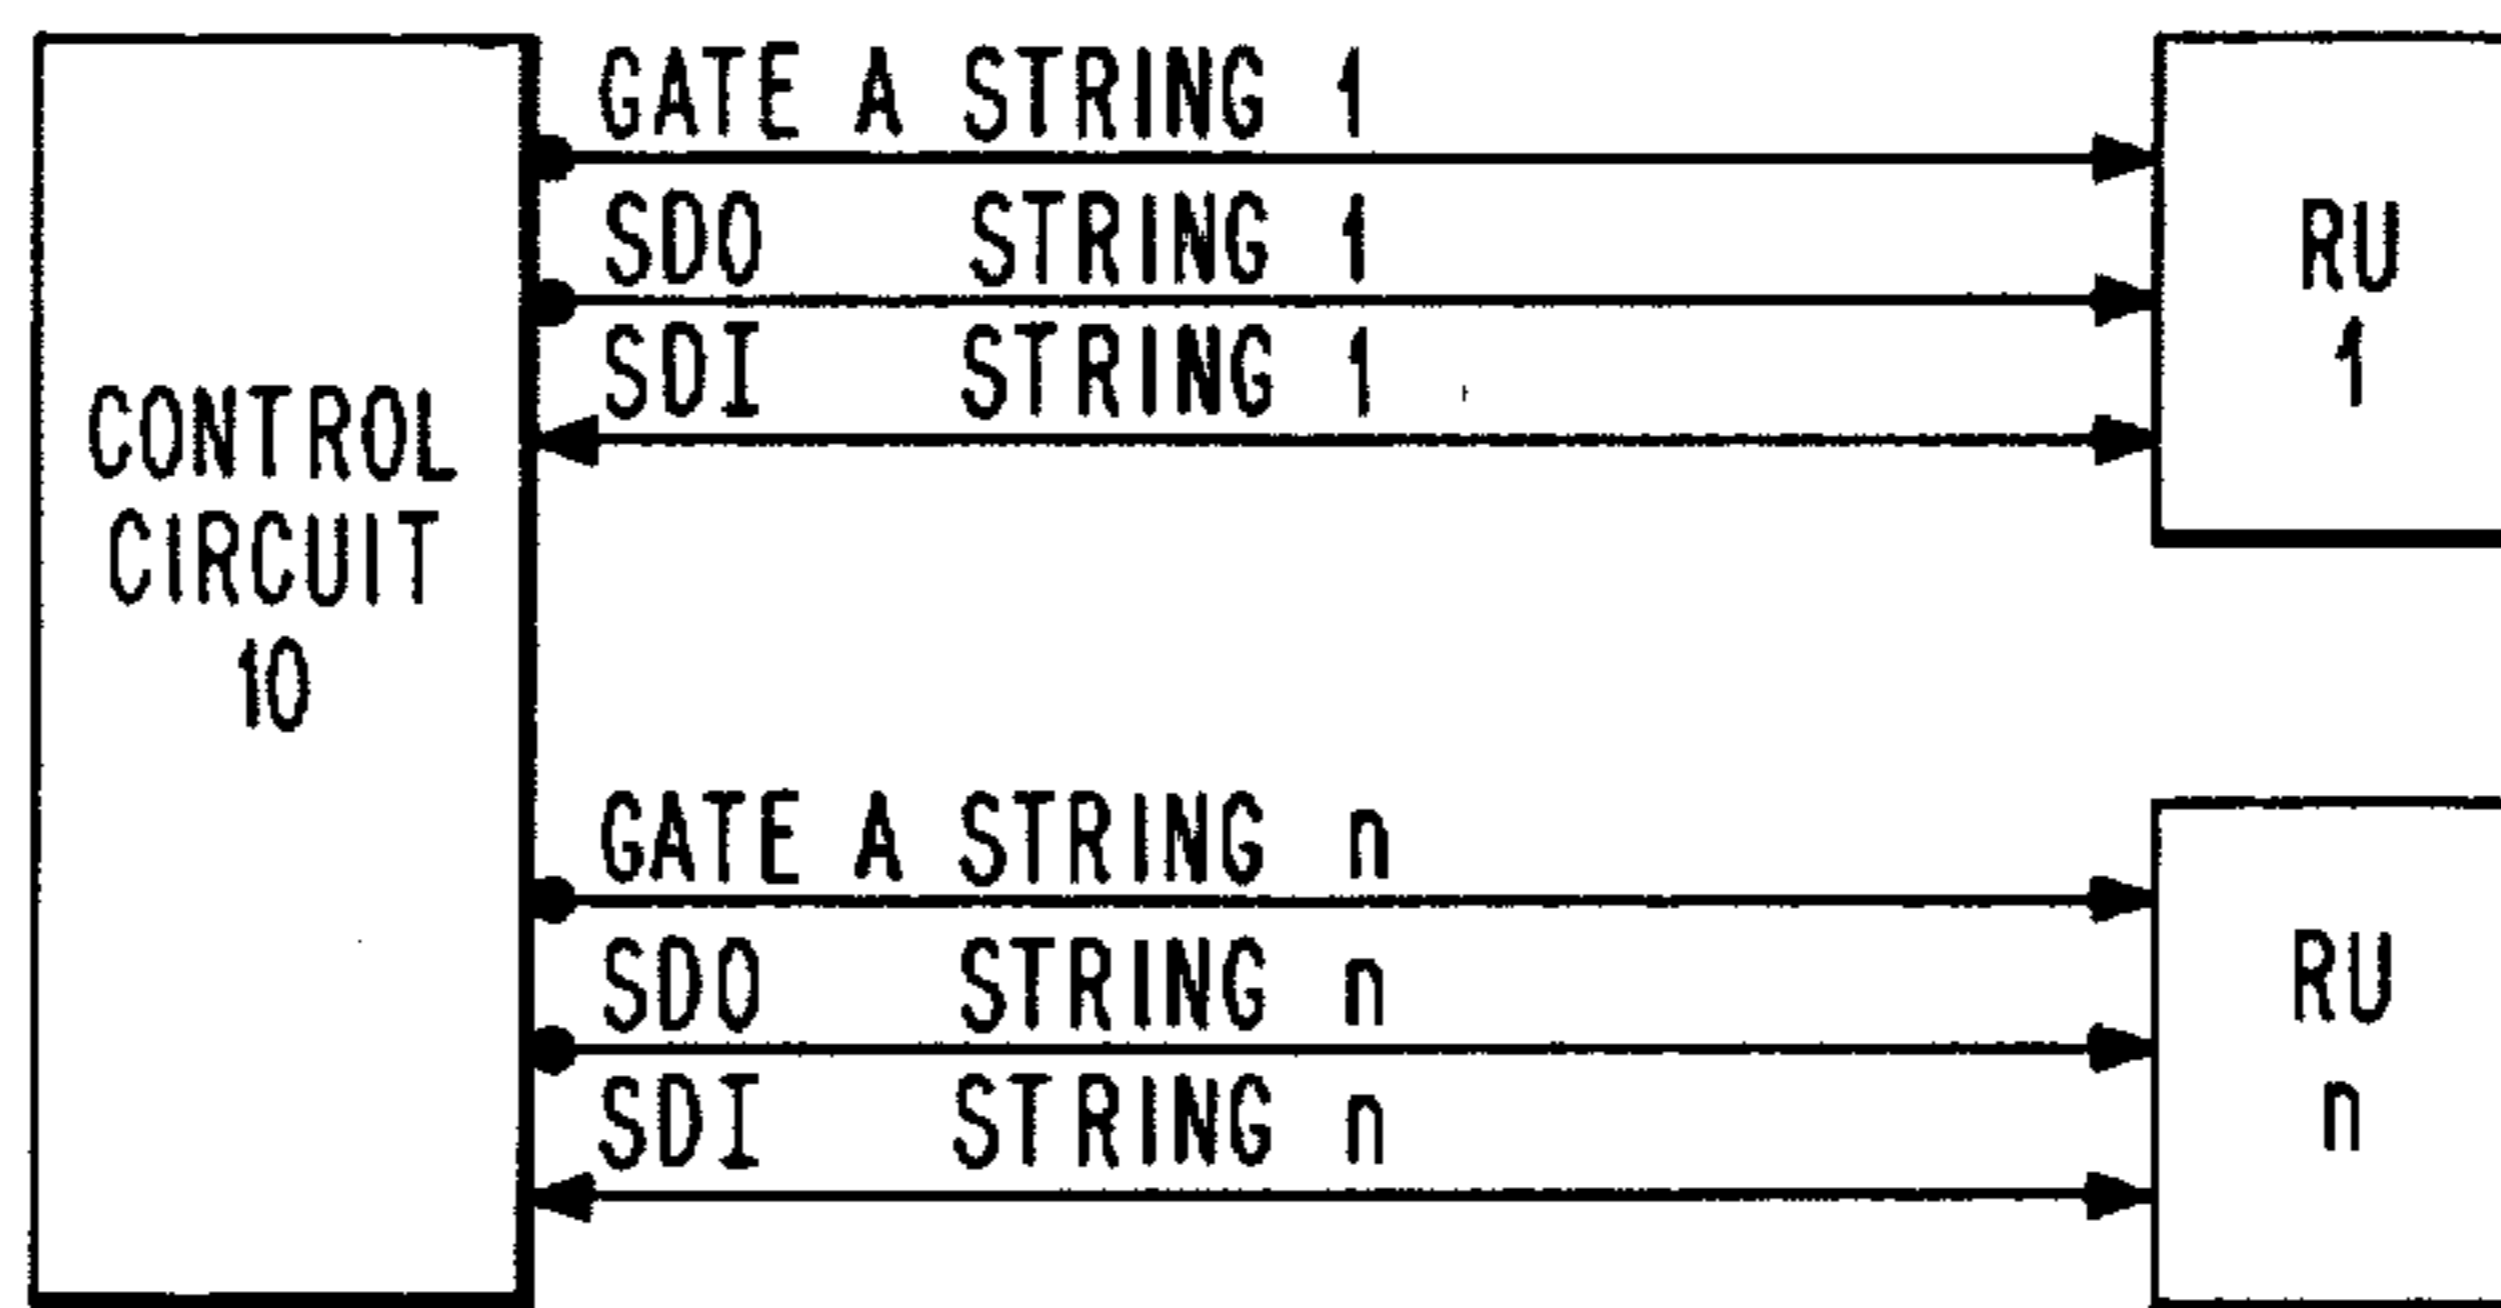 CONTROL
CIRCUIT
10
GATE A STRING 1
SDO STRING 1
SDI STRING 1
RU
1
GATE A STRING n
SDO STRING n
SDI STRING n
RU
n